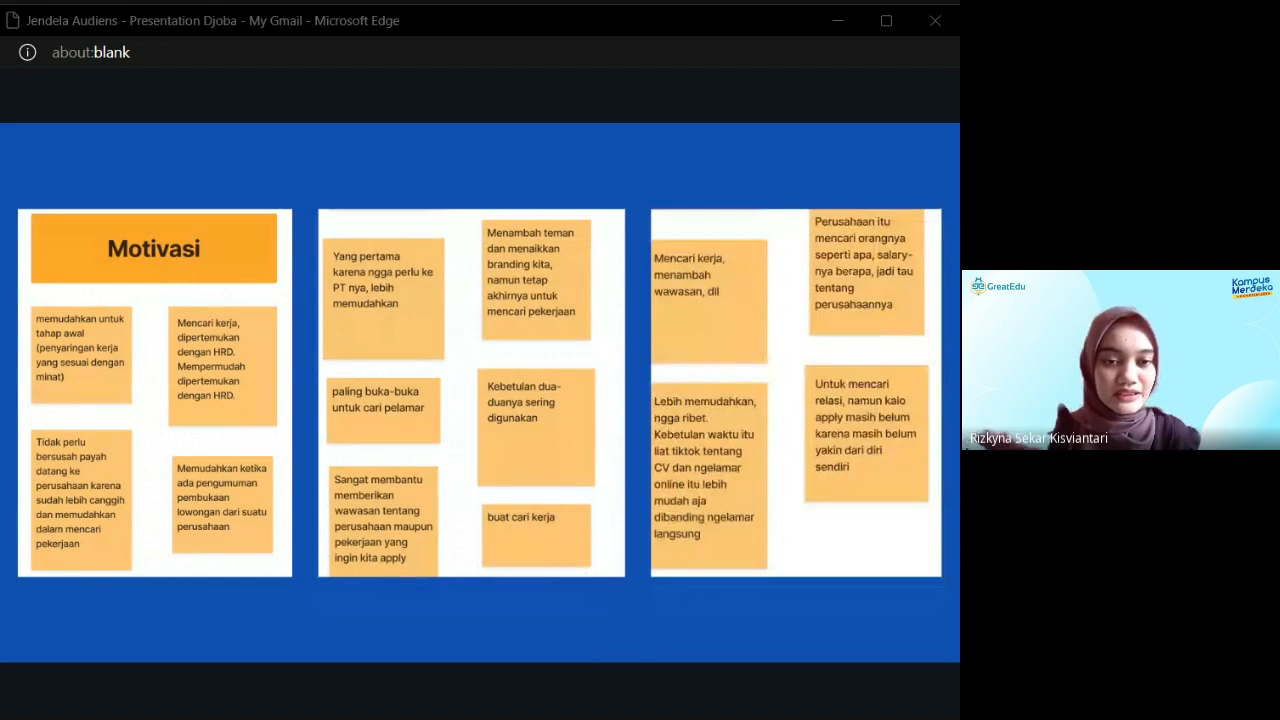 Jendela Audiens - Presentation Djoba - My Gmail - Microsoft Edge
about:blank
Motivasi
memudahkan untuk
tahap awal
(penyaringan kerja
yang sesuai dengan
minat)
Mencari kerja,
dipertemukan
dengan HRD.
Mempermudah
dipertemukan
dengan HRD.
Tidak perlu
bersusah payah
datang ke
perusahaan karena
sudah lebih canggih
dan memudahkan
dalam mencari
pekerjaan
Memudahkan ketika
ada pengumuman
pembukaan
lowongan dari suatu
perusahaan
Yang pertama
karena ngga perlu ke
PT nya, lebih
memudahkan
Menambah teman
dan menaikkan
branding kita,
namun tetap
akhirnya untuk
mencari pekerjaan
paling buka-buka
untuk cari pelamar
Kebetulan dua-
duanya sering
digunakan
Sangat membantu
memberikan
wawasan tentang
perusahaan maupun
pekerjaan yang
ingin kita apply
buat cari kerja
Mencari kerja,
menambah
wawasan, dll
Perusahaan itu
mencari orangnya
seperti apa, salary-
nya berapa, jadi tau
tentang
perusahaannya
Lebih memudahkan,
ngga ribet.
Kebetulan waktu itu
liat tiktok tentang
CV dan ngelamar
online itu lebih
mudah aja
dibanding ngelamar
langsung
Untuk mencari
relasi, namun kalo
apply masih belum
karena masih belum
yakin dari diri
sendiri
GreatEdu
Kampus
Merdeka
Rizkyna Sekar Kisviantari